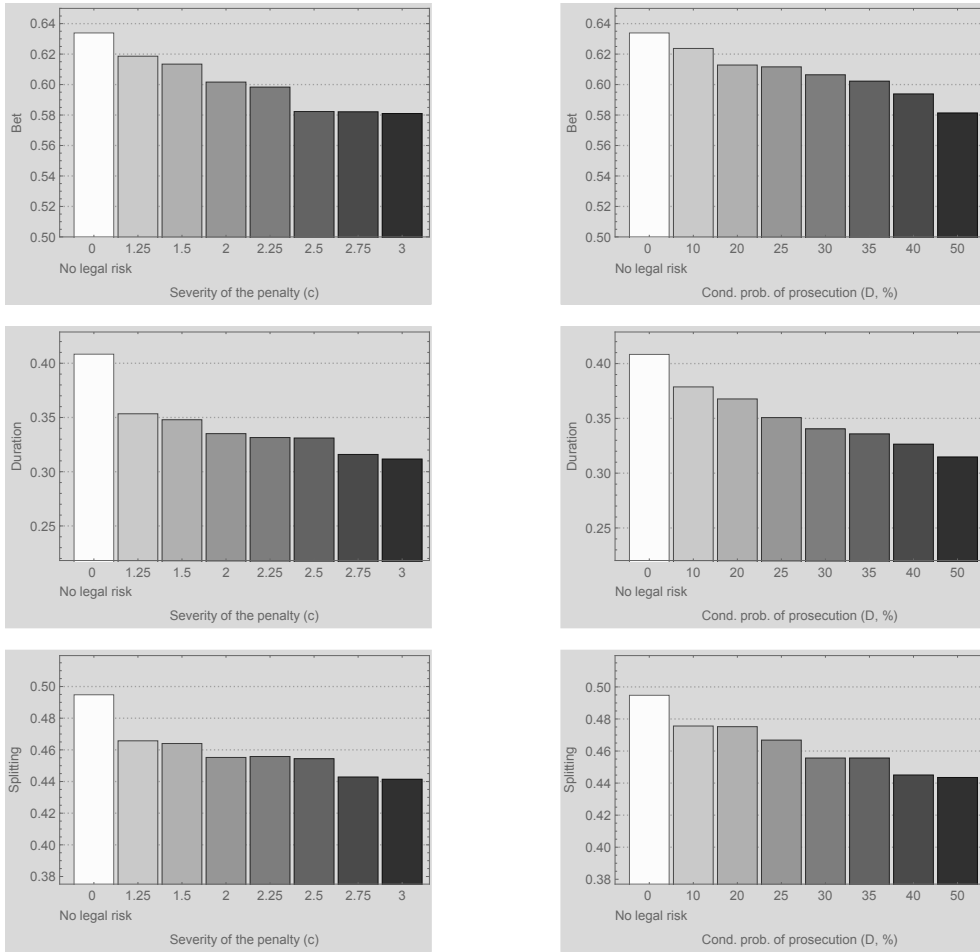 0.64
0.62
0.60
0.58
0.56
0.54
0.52
0.50
Bet
0 1.25 1.5 2 2.25 2.5 2.75 3
No legal risk
Severity of the penalty (c)
0.64
0.62
0.60
0.58
0.56
0.54
0.52
0.50
Bet
0 10 20 25 30 35 40 50
No legal risk
Cond. prob. of prosecution (D, %)
0.40
0.35
0.30
0.25
Duration
0 1.25 1.5 2 2.25 2.5 2.75 3
No legal risk
Severity of the penalty (c)
0.40
0.35
0.30
0.25
Duration
0 10 20 25 30 35 40 50
No legal risk
Cond. prob. of prosecution (D, %)
0.50
0.48
0.46
0.44
0.42
0.40
0.38
Splitting
0 1.25 1.5 2 2.25 2.5 2.75 3
No legal risk
Severity of the penalty (c)
0.50
0.48
0.46
0.44
0.42
0.40
0.38
Splitting
0 10 20 25 30 35 40 50
No legal risk
Cond. prob. of prosecution (D, %)